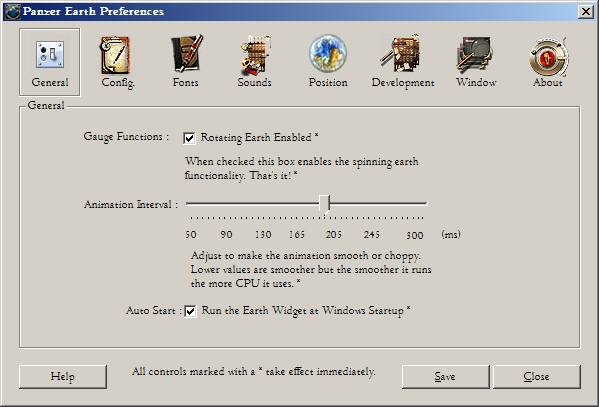 Panzer Earth Preferences
General Config. Fonts Sounds Position Development Window About
General
Gauge Functions : Rotating Earth Enabled *
When checked this box enables the spinning earth
functionality. That's it! *
Animation Interval :
50 90 130 165 205 245 300 (ms)
Adjust to make the animation smooth or choppy.
Lower values are smoother but the smoother it runs
the more CPU it uses. *
Auto Start : Run the Earth Widget at Windows Startup *
Help All controls marked with a * take effect immediately. Save Close